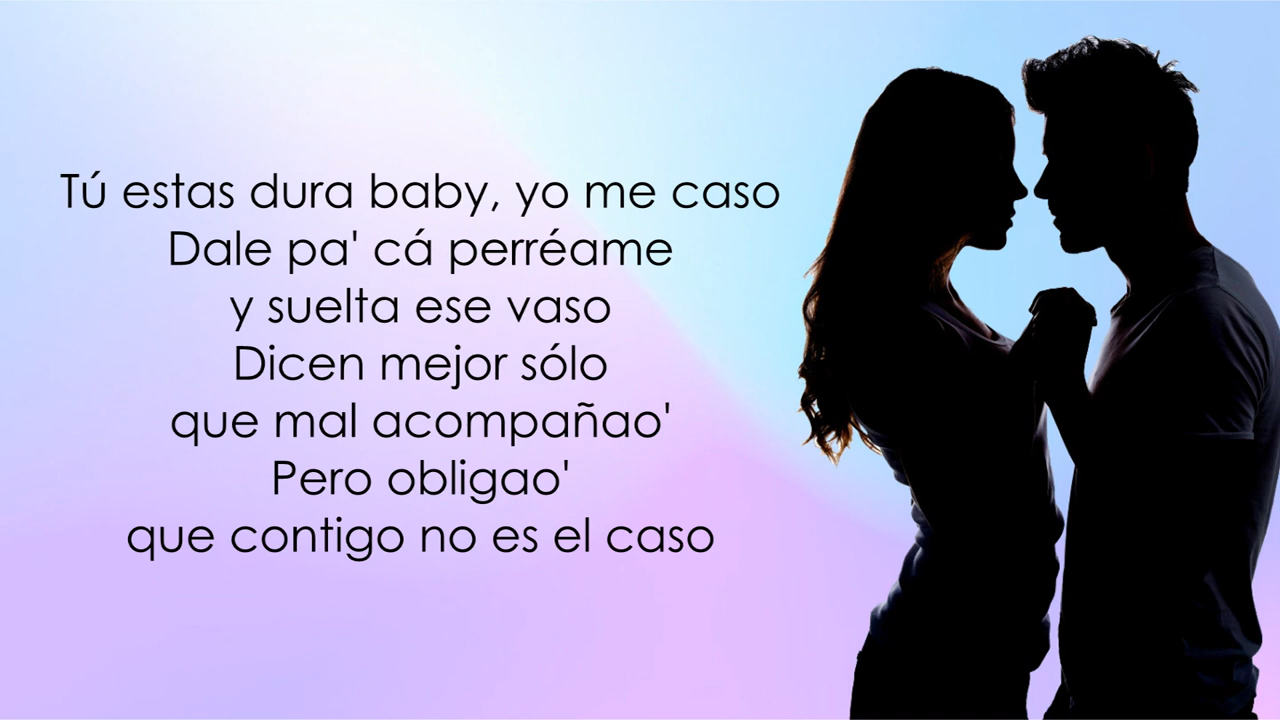 Tú estas dura baby, yo me caso
Dale pa' cá perréame
y suelta ese vaso
Dicen mejor sólo
que mal acompañao'
Pero obligao'
que contigo no es el caso